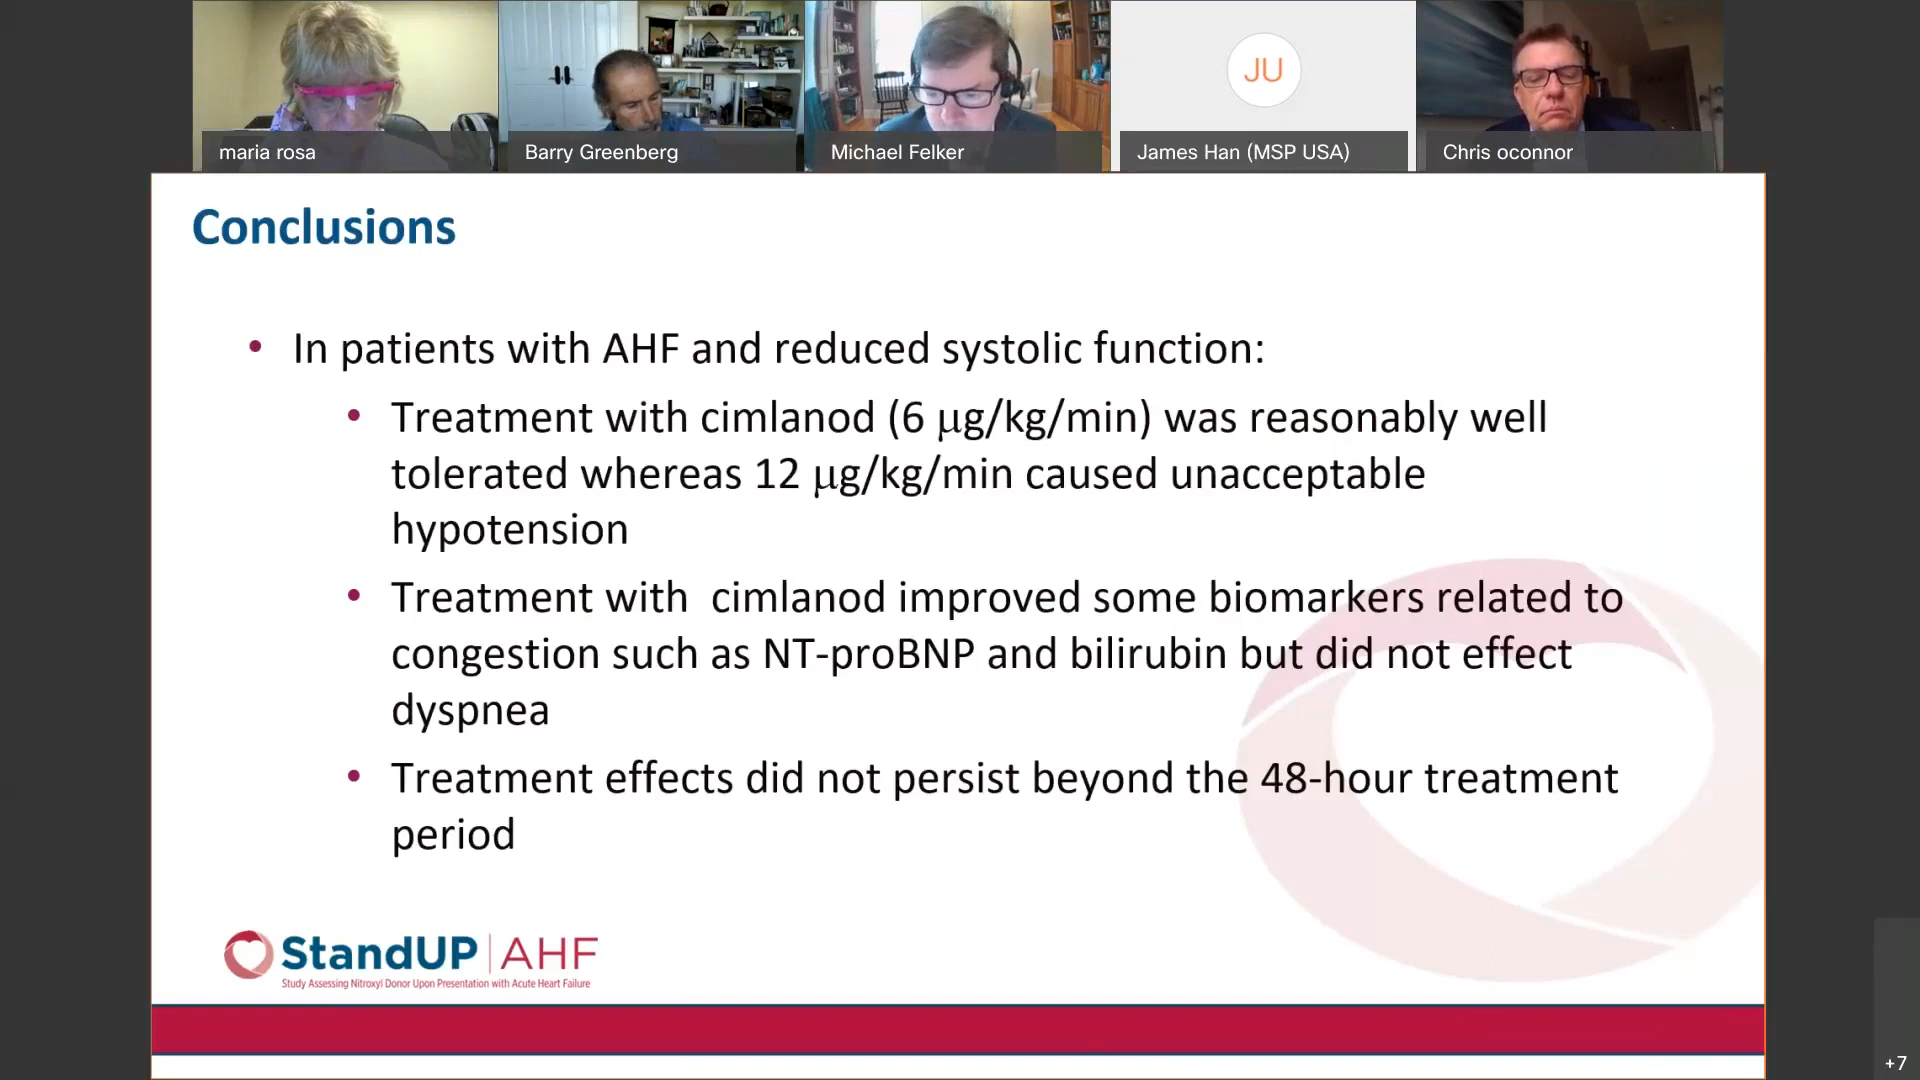 maria rosa
Barry Greenberg
Michael Felker
JU
James Han (MSP USA)
Chris oconnor
Conclusions
• In patients with AHF and reduced systolic function:
• Treatment with cimlanod (6 μg/kg/min) was reasonably well
tolerated whereas 12 μg/kg/min caused unacceptable
hypotension
• Treatment with  cimlanod improved some biomarkers related to
congestion such as NT-proBNP and bilirubin but did not effect
dyspnea
• Treatment effects did not persist beyond the 48-hour treatment
period
StandUP | AHF
Study Assessing Nitroxyl Donor Upon Presentation with Acute Heart Failure
+7